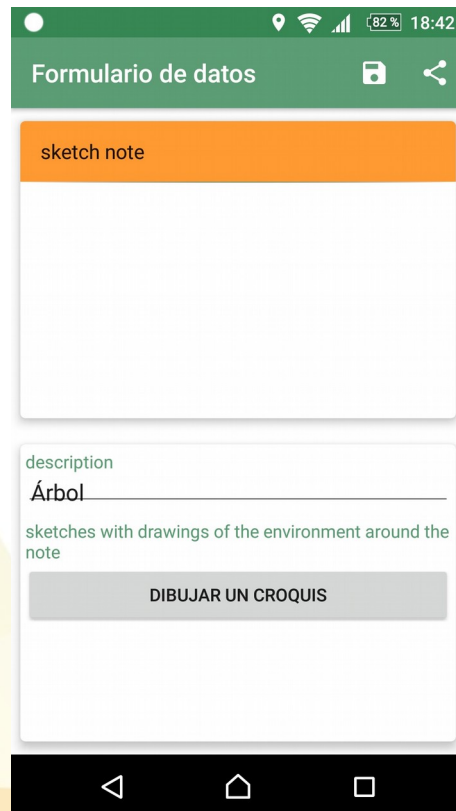 82 % 18:42
Formulario de datos
sketch note
description
Árbol
sketches with drawings of the environment around the
note
DIBUJAR UN CROQUIS